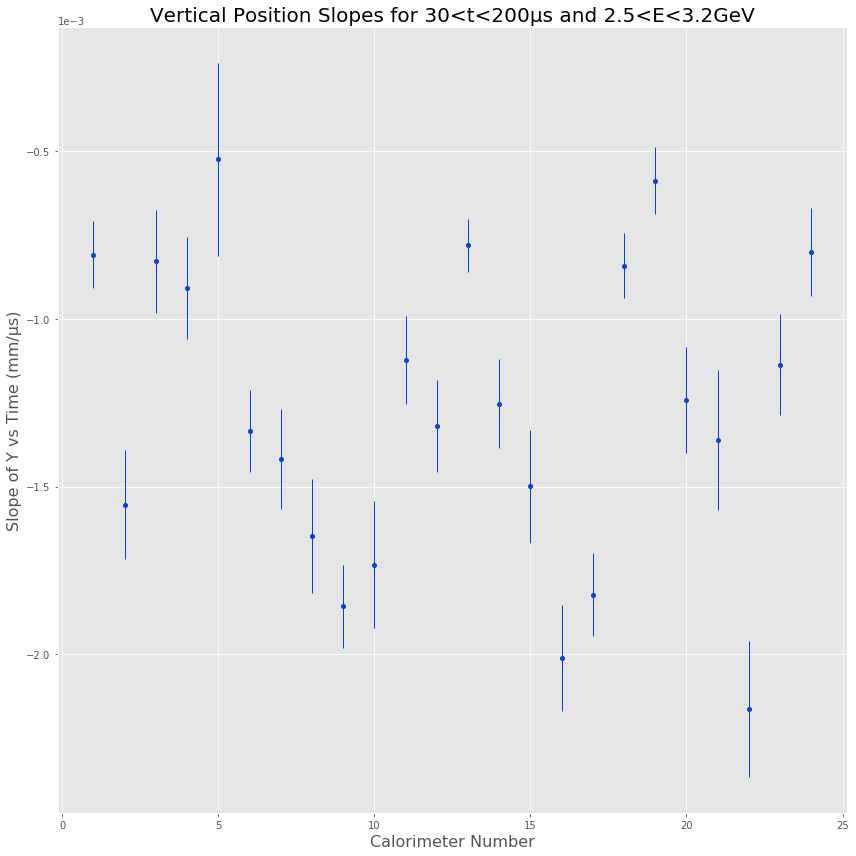 Vertical Position Slopes for 30<t<200μs and 2.5<E<3.2GeV
1e−3
−0.5
−1.0
−1.5
−2.0
Slope of Y vs Time (mm/μs)
0 5 10 15 20 25
Calorimeter Number